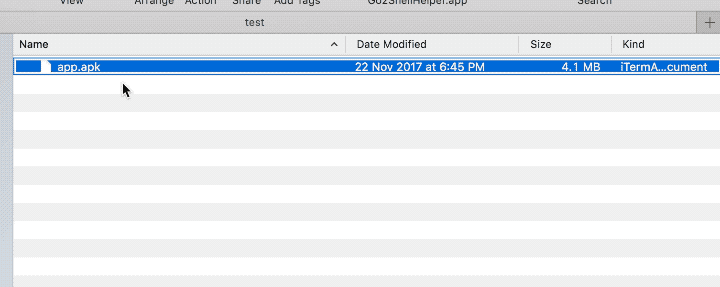 View Arrange Action Share Add Tags Go2ShellHelper.app Search
test
Name Date Modified Size Kind
app.apk 22 Nov 2017 at 6:45 PM 4.1 MB iTermA...cument